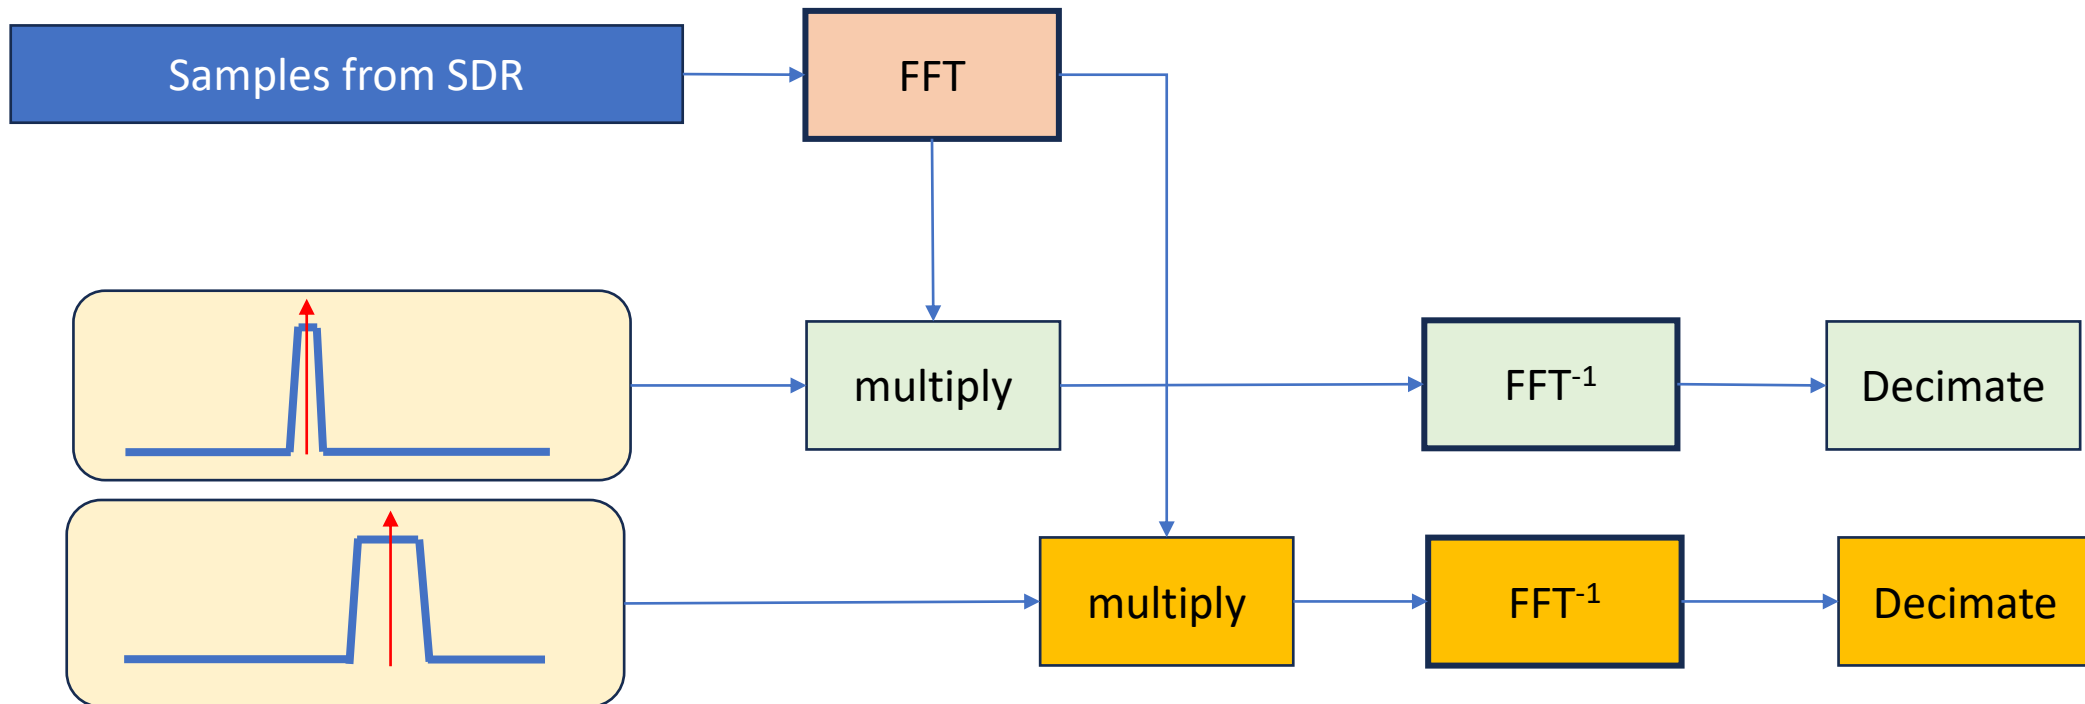 Samples from SDR
FFT
multiply
FFT⁻¹
Decimate
multiply
FFT⁻¹
Decimate